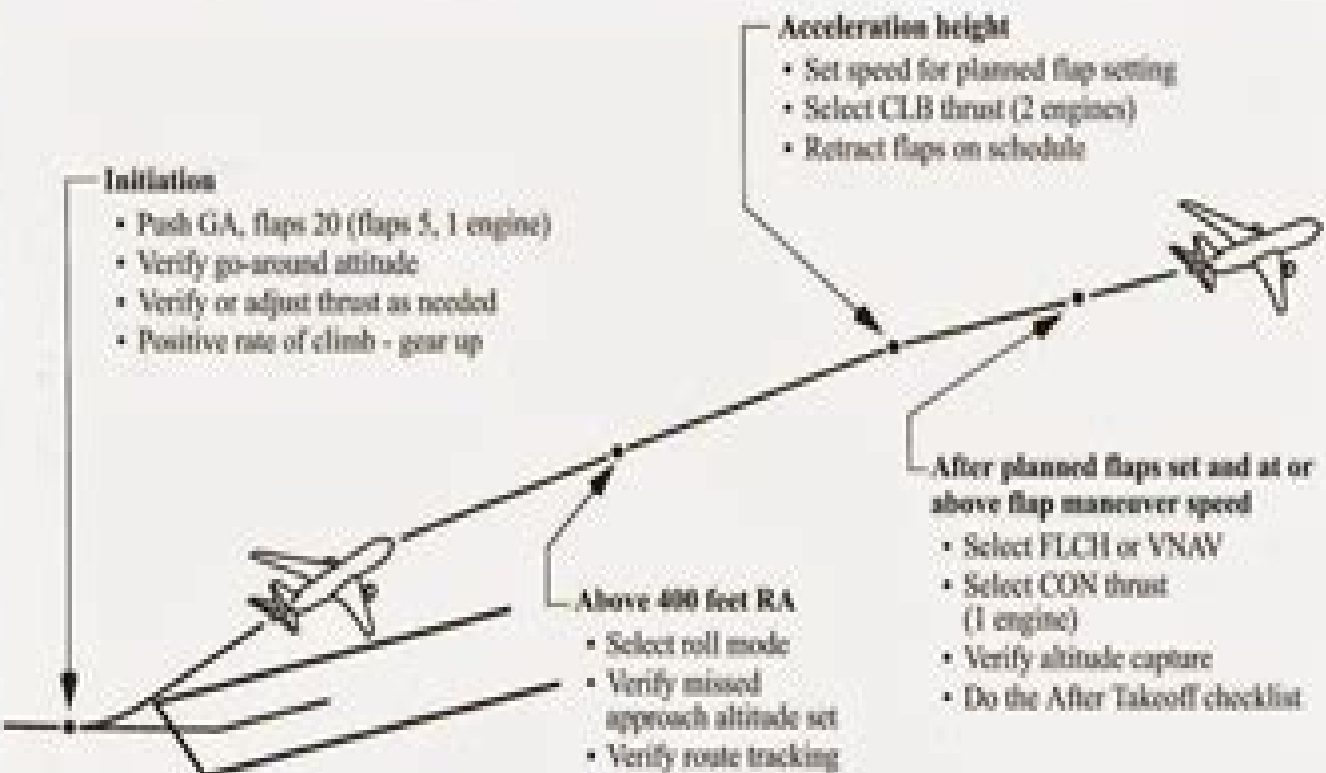 Acceleration height
• Set speed for planned flap setting
• Select CLB thrust (2 engines)
• Retract flaps on schedule
Initiation
• Push GA, flaps 20 (flaps 5, 1 engine)
• Verify go-around attitude
• Verify or adjust thrust as needed
• Positive rate of climb - gear up
Above 400 feet RA
• Select roll mode
• Verify missed
approach altitude set
• Verify route tracking
After planned flaps set and at or
above flap maneuver speed
• Select FLCH or VNAV
• Select CON thrust
(1 engine)
• Verify altitude capture
• Do the After Takeoff checklist